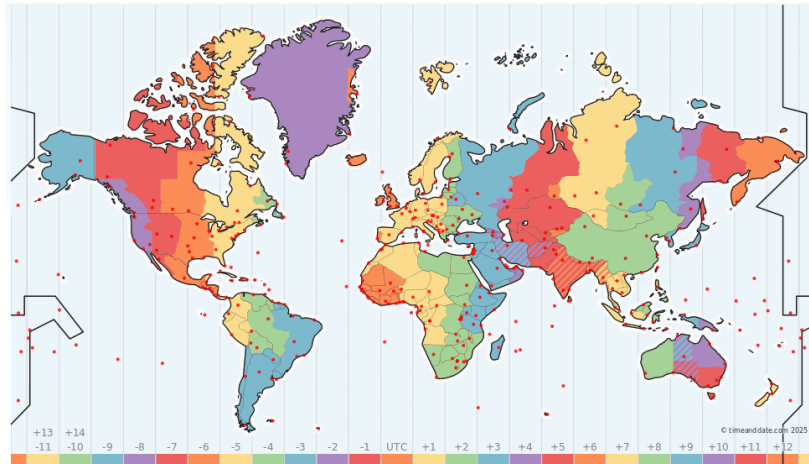 © timeanddate.com 2025
+13 +14
-11 -10 -9 -8 -7 -6 -5 -4 -3 -2 -1 UTC +1 +2 +3 +4 +5 +6 +7 +8 +9 +10 +11 +12